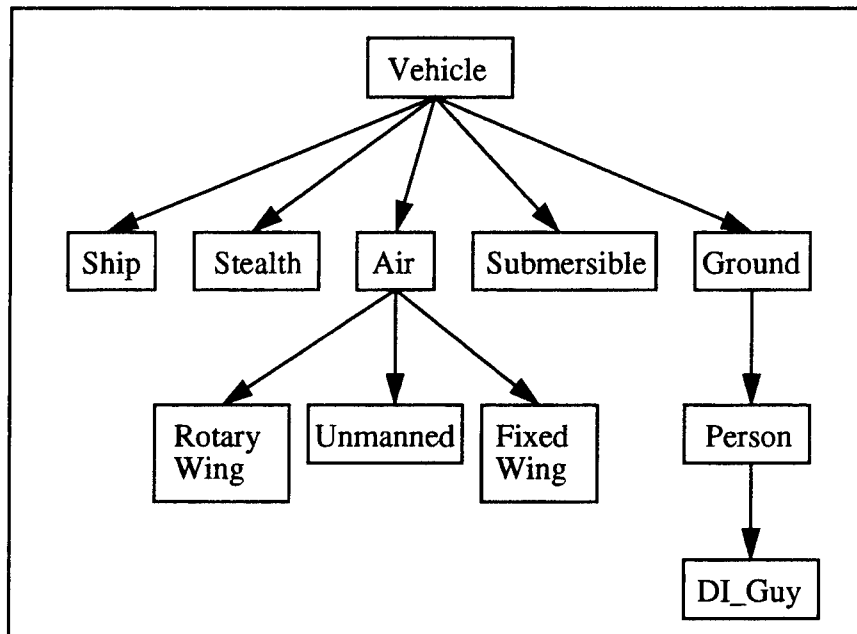 Vehicle
Ship
Stealth
Air
Submersible
Ground
Rotary
Wing
Unmanned
Fixed
Wing
Person
DI_Guy